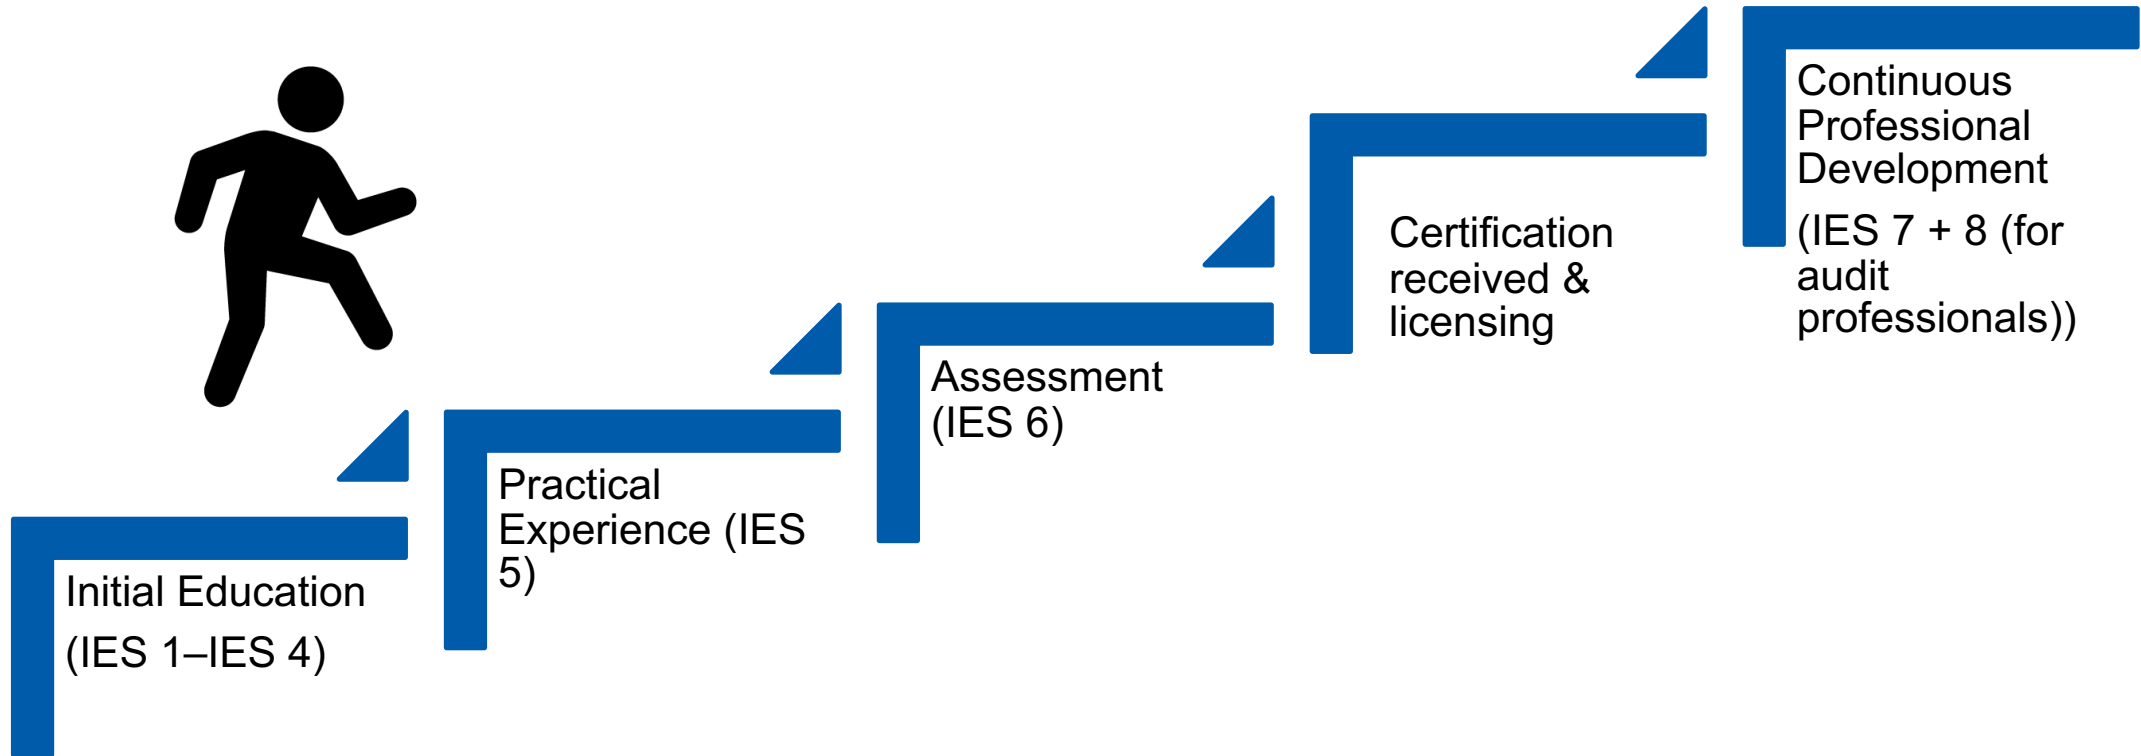 Initial Education
(IES 1–IES 4)
Practical
Experience (IES
5)
Assessment
(IES 6)
Certification
received &
licensing
Continuous
Professional
Development
(IES 7 + 8 (for
audit
professionals))